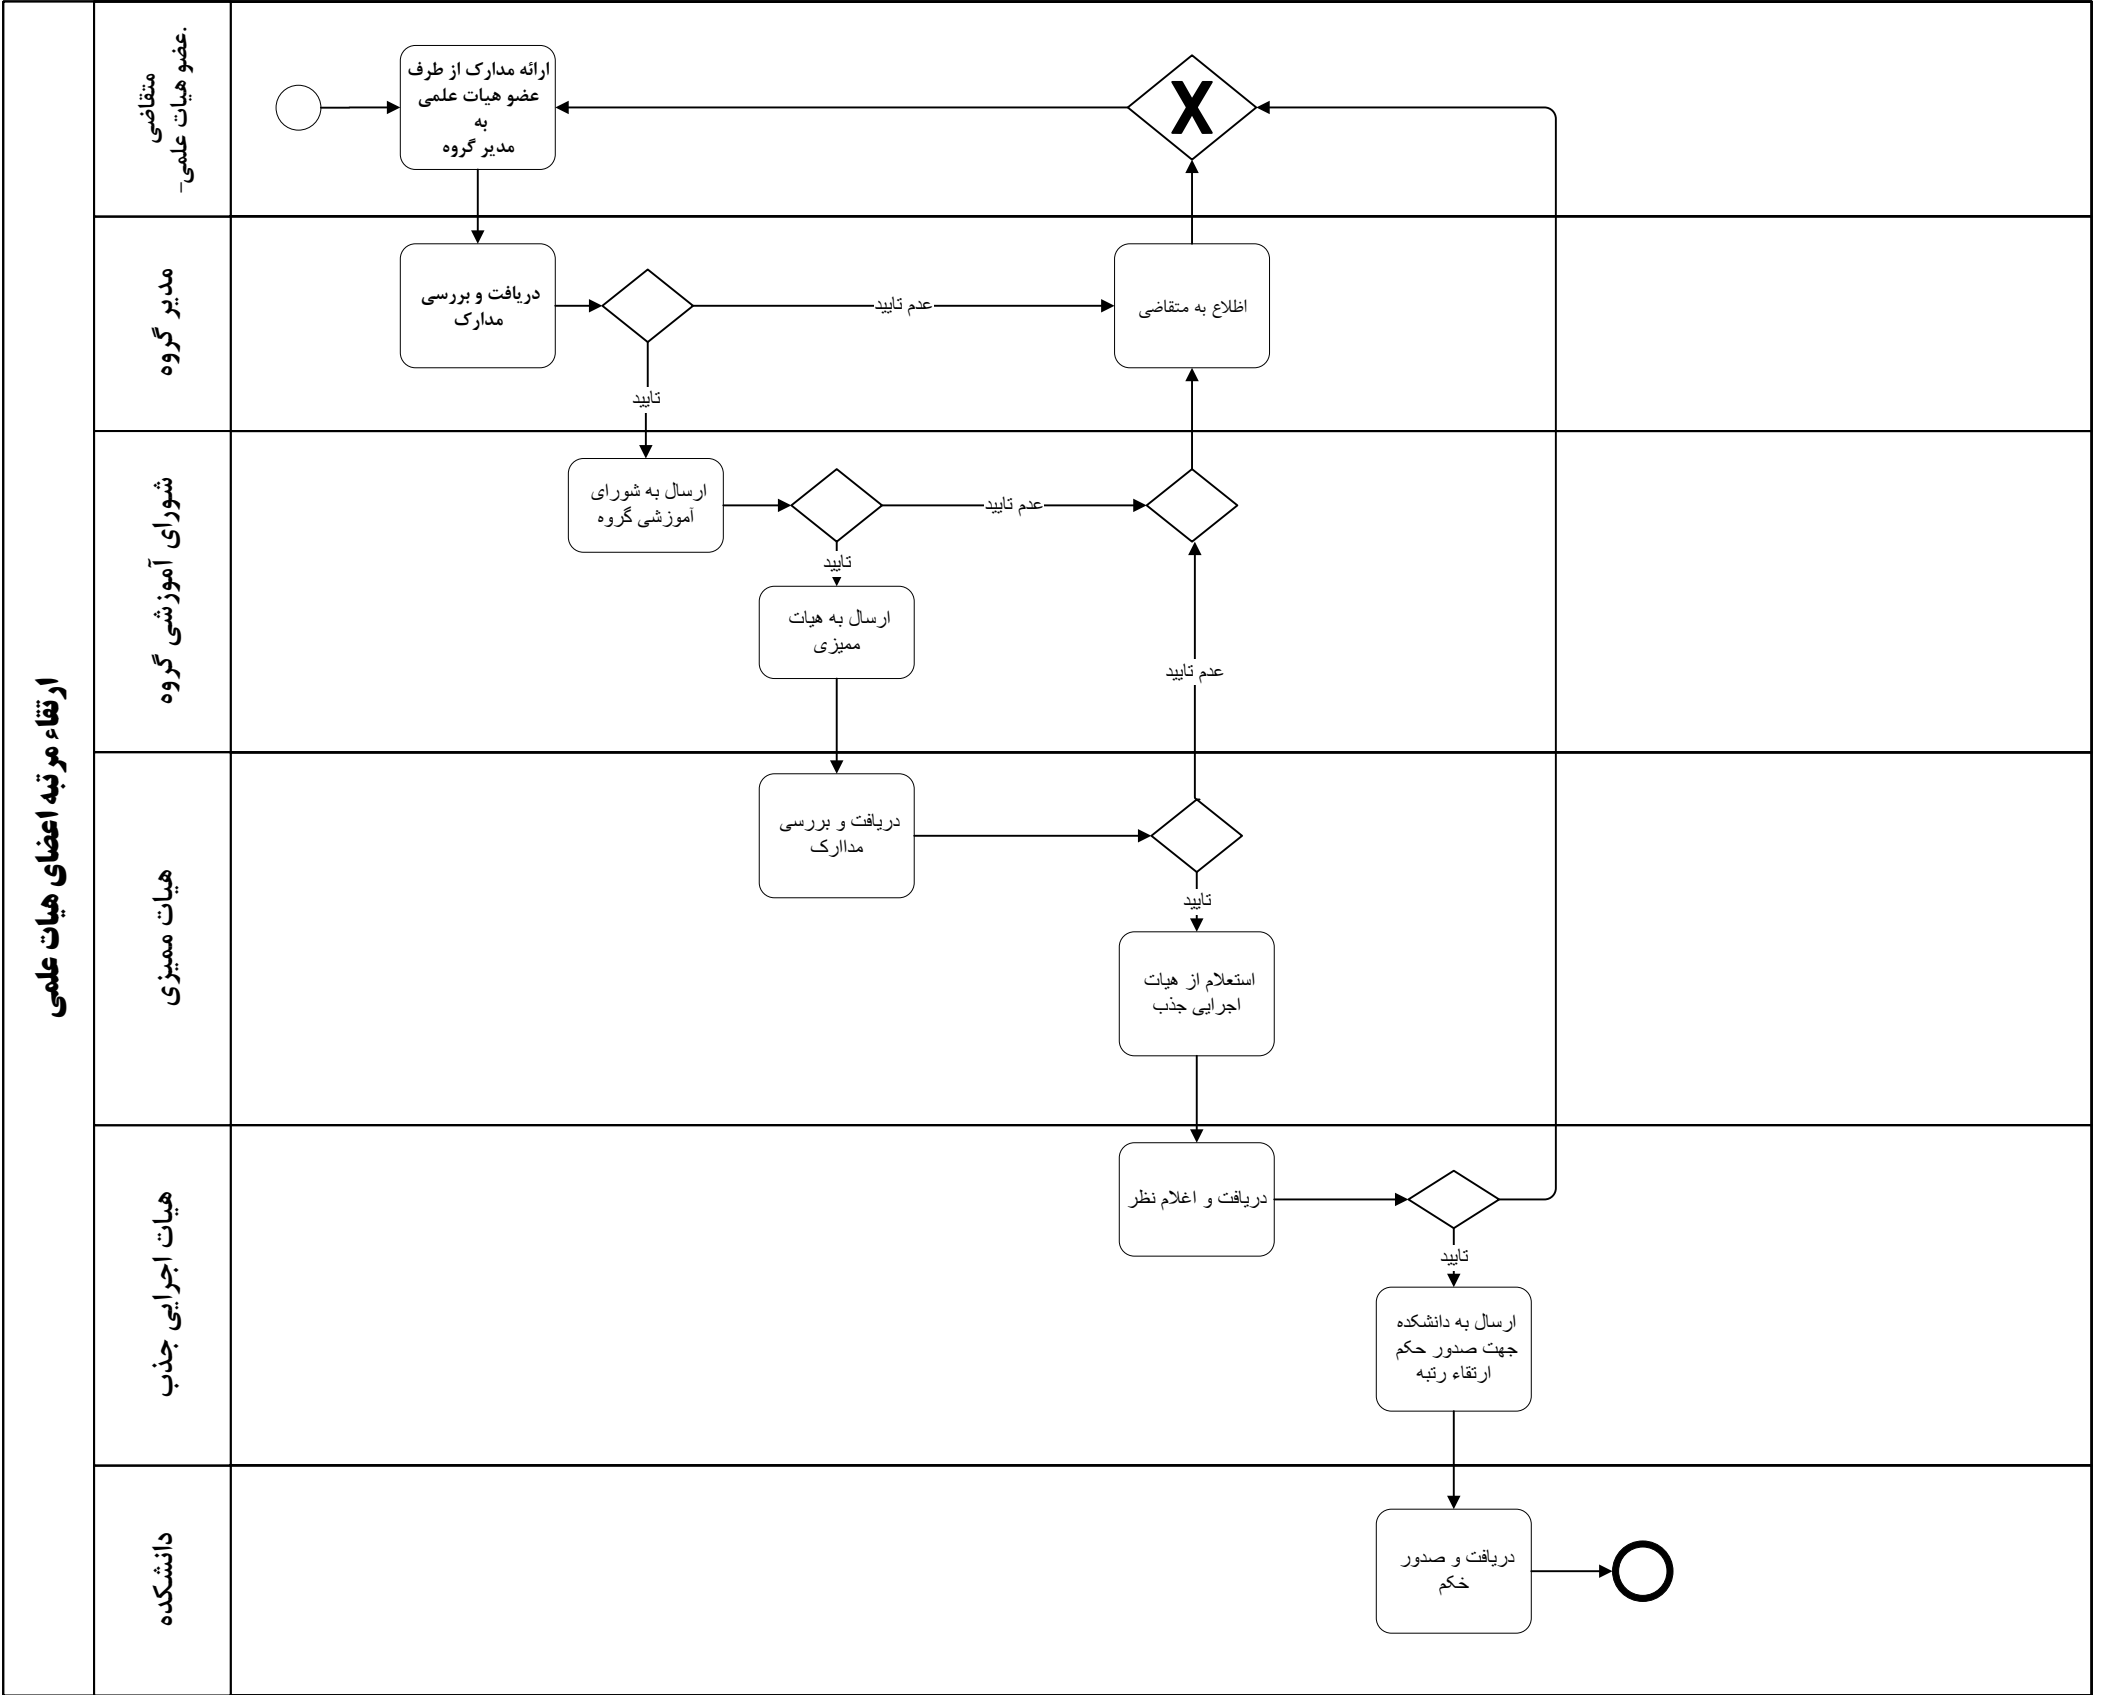 ارتقاء مرتبه اعضای هیات علمی
متقاضی
عضو هیات علمی-.
ارائه مدارک از طرف
عضو هیات علمی
به
مدیر گروه
X
مدیر گروه
دریافت و بررسی
مدارک
عدم تایید
اظلاع به متقاضی
تایید
شورای آموزشی گروه
ارسال به شورای
آموزشی گروه
عدم تایید
تایید
ارسال به هیات
ممیزی
عدم تایید
هیات ممیزی
دریافت و بررسی
مداارک
تایید
استعلام از هیات
اجرایی جذب
هیات اجرایی جذب
دریافت و اغلام نظر
تایید
ارسال به دانشکده
جهت صدور حکم
ارتقاء رتبه
دانشکده
دریافت و صدور
خکم